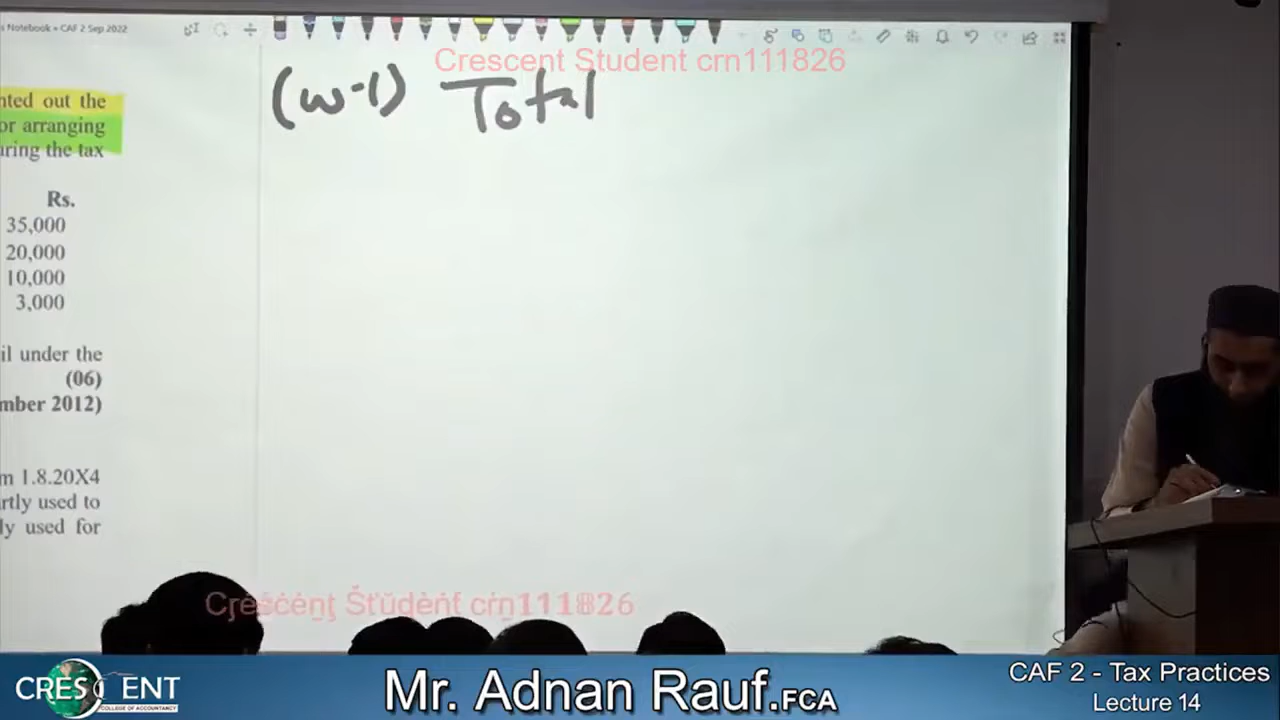 s Notebook » CAF 2 Sep 2022
Crescent Student crn111826
(w-1) Total
nted out the
or arranging
uring the tax
Rs.
35,000
20,000
10,000
3,000
il under the
(06)
mber 2012)
m 1.8.20X4
rtly used to
ly used for
Crescent Student crn111826
CRESCENT
COLLEGE OF ACCOUNTANCY
Mr. Adnan Rauf.FCA
CAF 2 - Tax Practices
Lecture 14